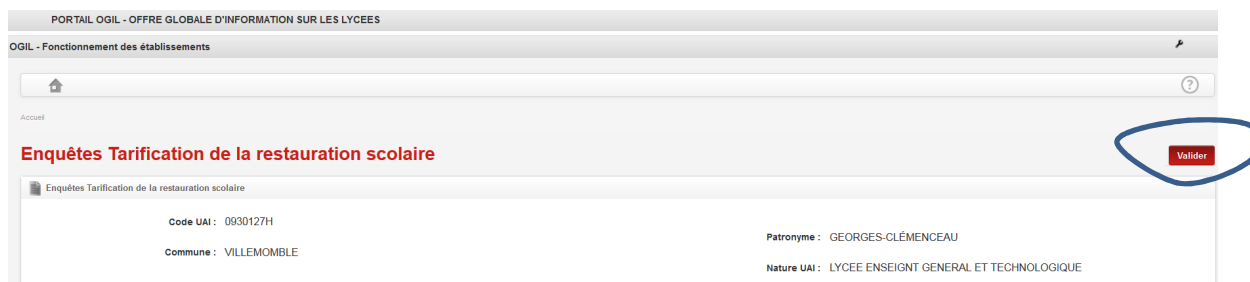 PORTAIL OGIL - OFFRE GLOBALE D'INFORMATION SUR LES LYCEES
OGIL - Fonctionnement des établissements
?
Accueil
Enquêtes Tarification de la restauration scolaire
Valider
Enquêtes Tarification de la restauration scolaire
Code UAI : 0930127H
Patronyme : GEORGES-CLÉMENCEAU
Commune : VILLEMOMBLE
Nature UAI : LYCEE ENSEIGNT GENERAL ET TECHNOLOGIQUE